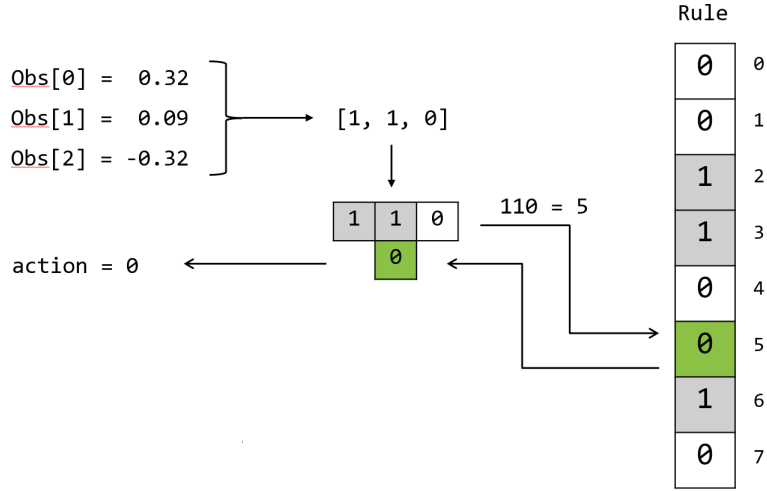 Rule
Obs[0] =  0.32
Obs[1] =  0.09
Obs[2] = -0.32
[1, 1, 0]
1 1 0
0
110 = 5
action = 0
0 0
0 1
1 2
1 3
0 4
0 5
1 6
0 7